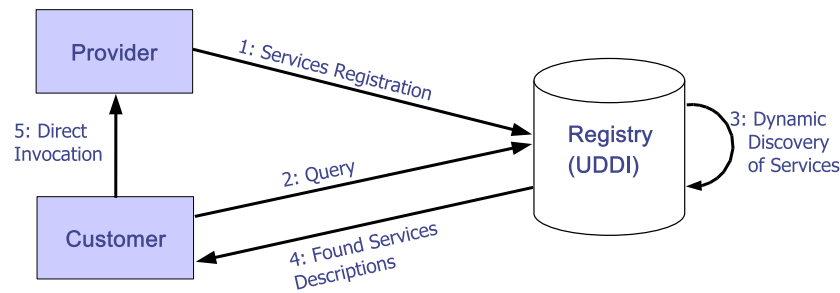 Provider
1: Services Registration
5: Direct
Invocation
Registry
(UDDI)
3: Dynamic
Discovery
of Services
2: Query
Customer
4: Found Services
Descriptions